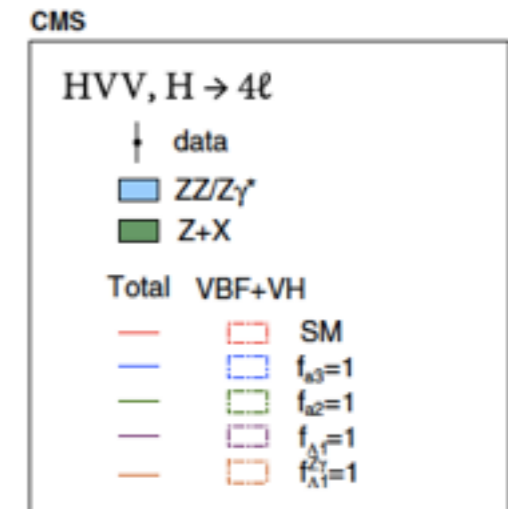 CMS
HVV, H → 4ℓ
data
ZZ/Zγ*
Z+X
Total VBF+VH
SM
f_a3=1
f_a2=1
f_Λ1=1
f_Λ1^Zγ=1